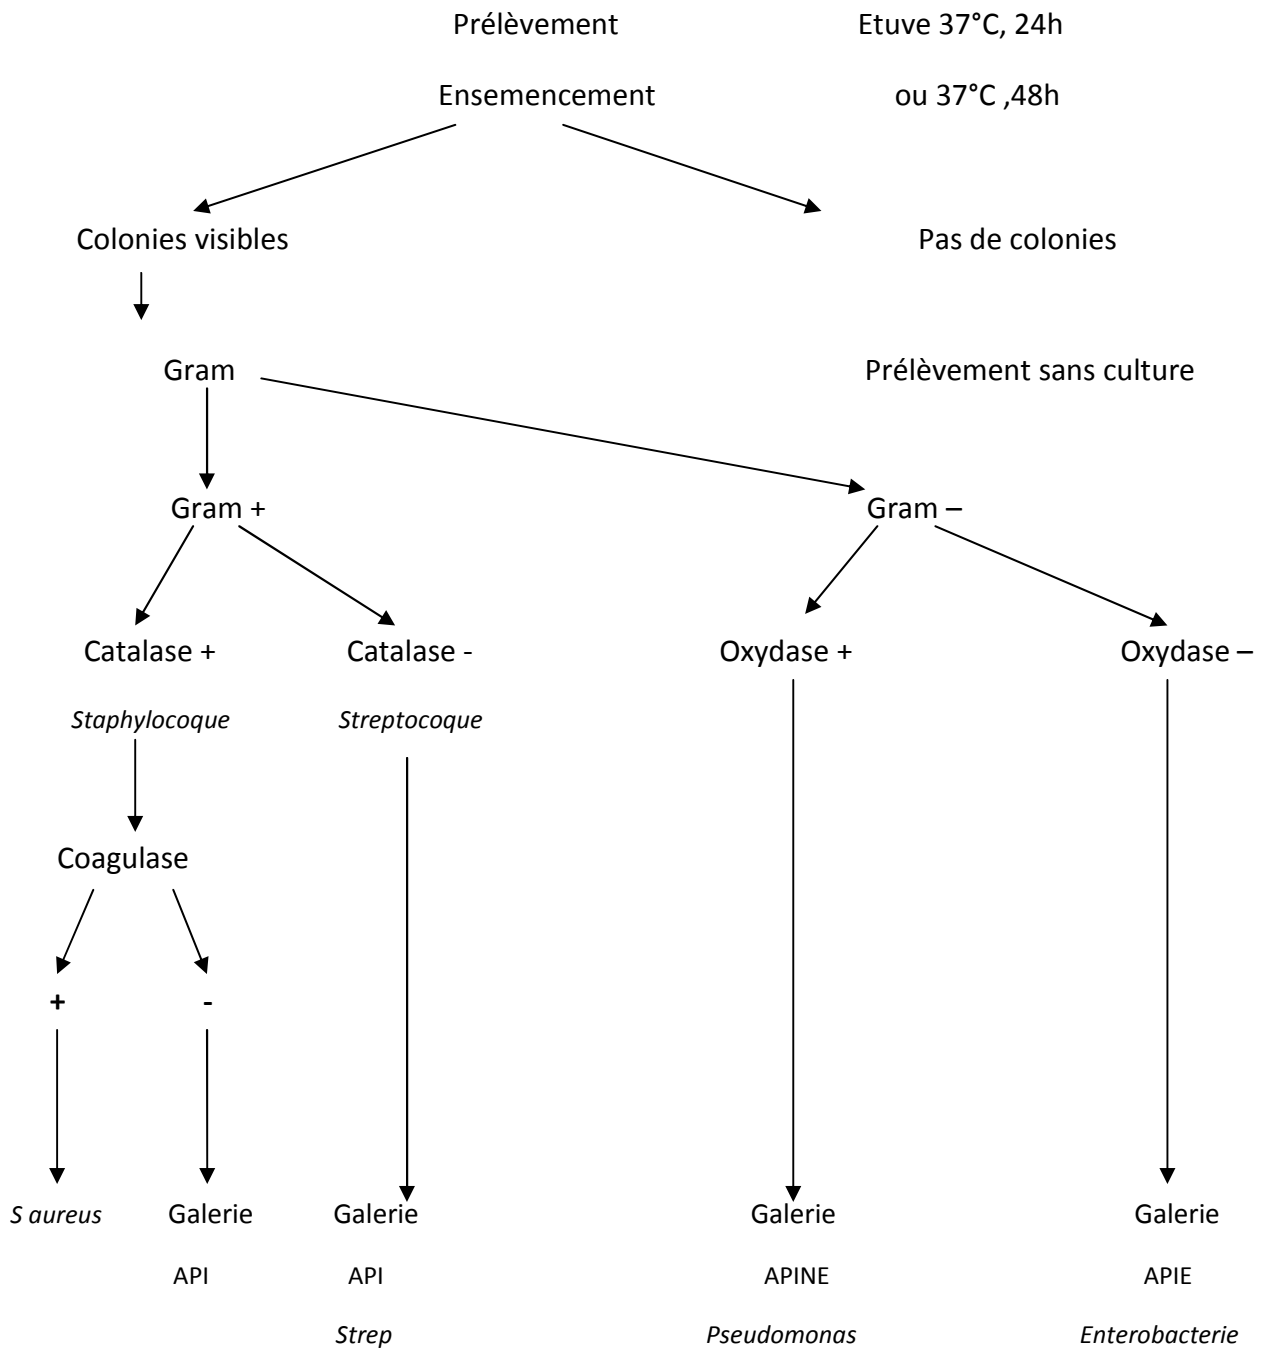 Prélèvement Etuve 37°C, 24h
Ensemencement ou 37°C ,48h
Colonies visibles Pas de colonies
Gram Prélèvement sans culture
Gram + Gram –
Catalase + Catalase - Oxydase + Oxydase –
Staphylocoque Streptocoque
Coagulase
+ -
S aureus Galerie Galerie Galerie Galerie
API API APINE APIE
Strep Pseudomonas Enterobacterie